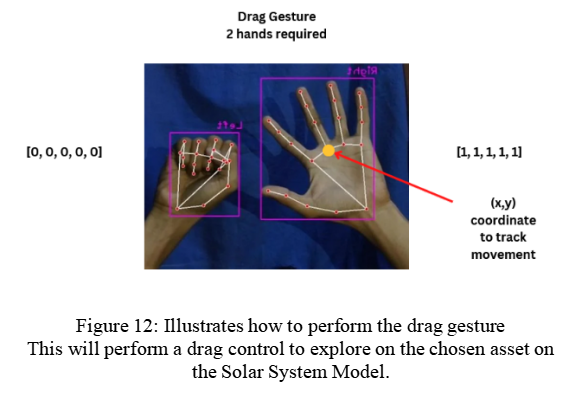 Drag Gesture
2 hands required
Right
Left
[0, 0, 0, 0, 0]
[1, 1, 1, 1, 1]
(x,y)
coordinate
to track
movement
Figure 12: Illustrates how to perform the drag gesture
This will perform a drag control to explore on the chosen asset on
the Solar System Model.